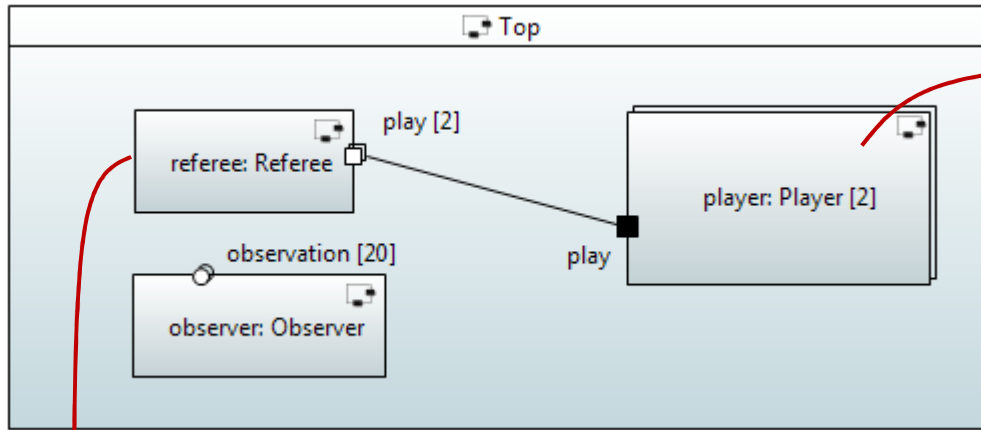 Top
play [2]
referee: Referee
player: Player [2]
observation [20]
play
observer: Observer